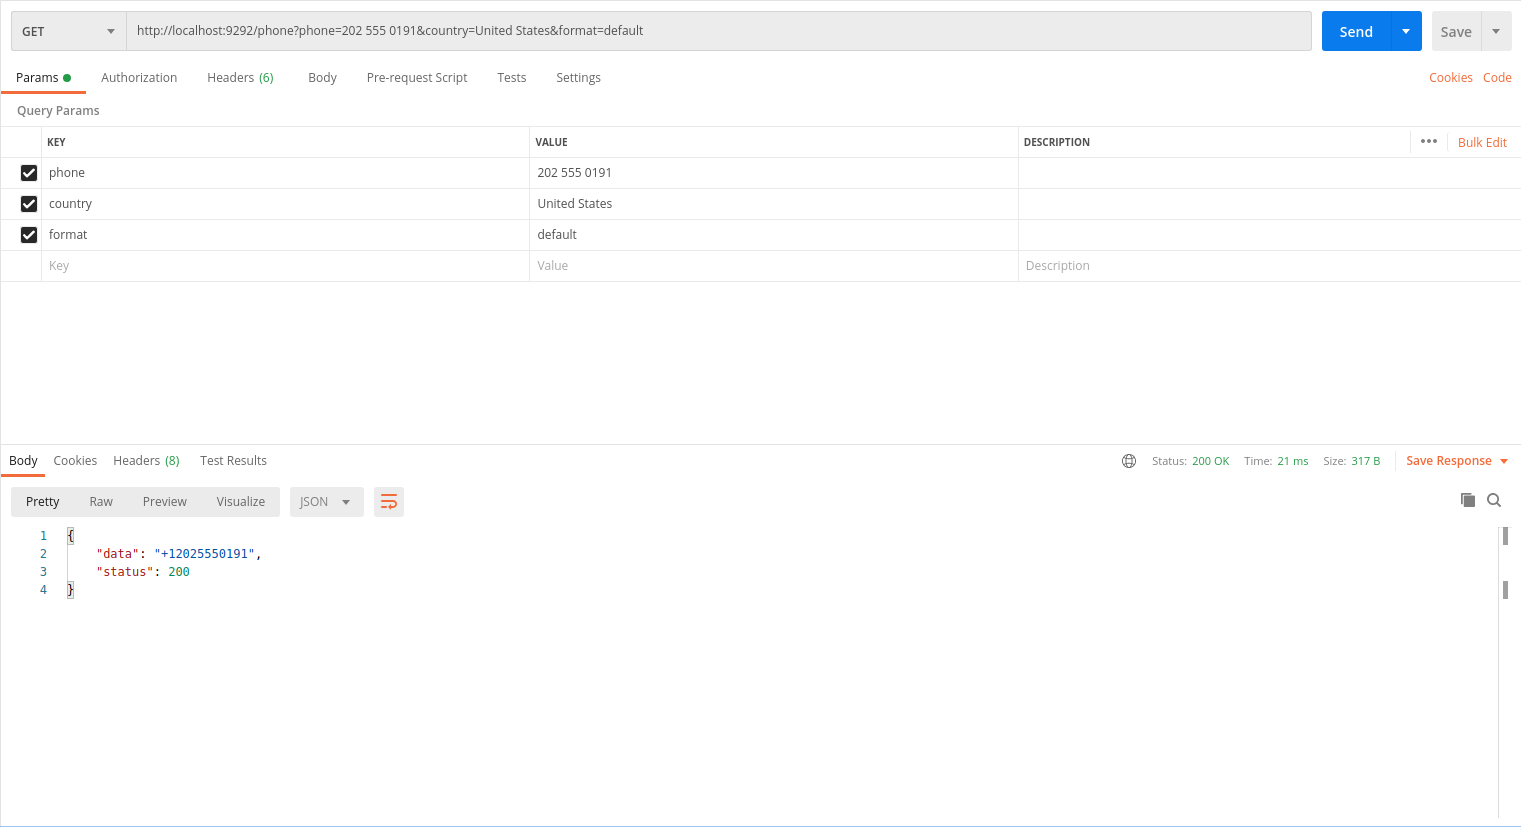 GET http://localhost:9292/phone?phone=202 555 0191&country=United States&format=default Send Save
Params Authorization Headers (6) Body Pre-request Script Tests Settings Cookies Code
Query Params
KEY VALUE DESCRIPTION ••• Bulk Edit
phone 202 555 0191
country United States
format default
Key Value Description
Body Cookies Headers (8) Test Results Status: 200 OK Time: 21 ms Size: 317 B Save Response
Pretty Raw Preview Visualize JSON
1 {
2 "data": "+12025550191",
3 "status": 200
4 }